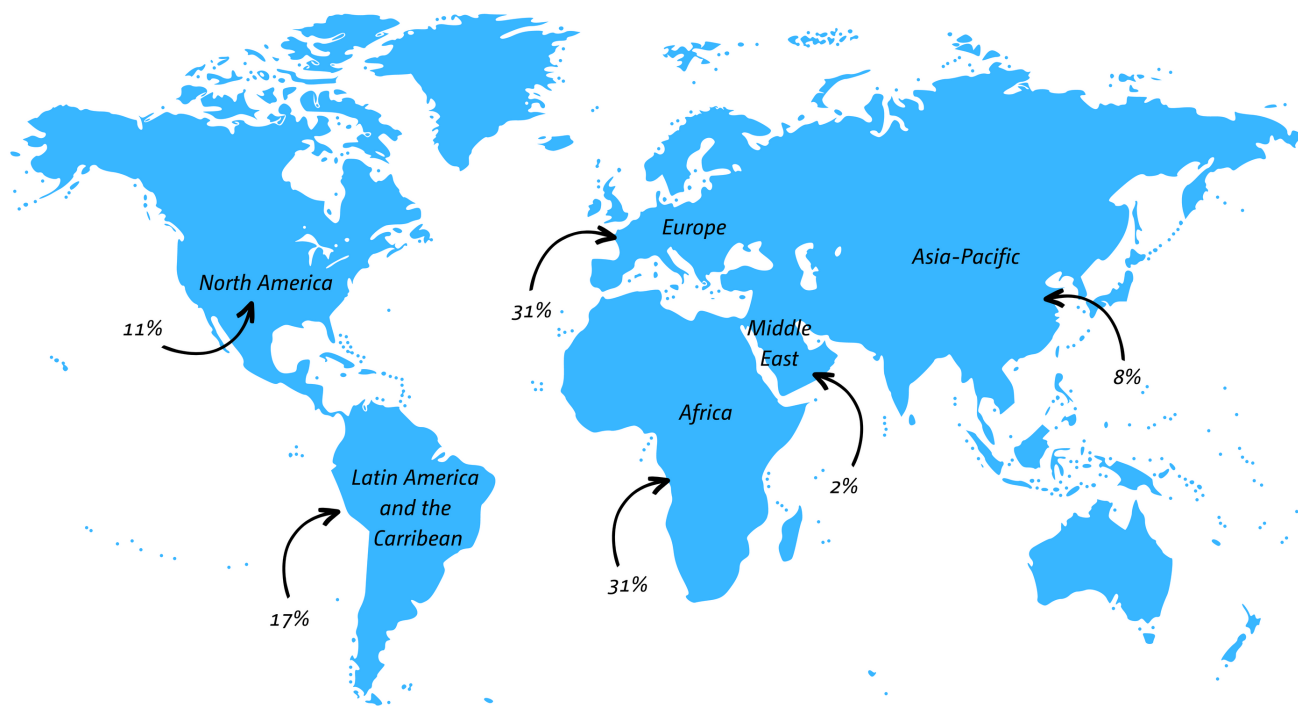 Europe
Asia-Pacific
North America
31%
11%
Middle
East
8%
Africa
Latin America
and the
Carribean
2%
31%
17%